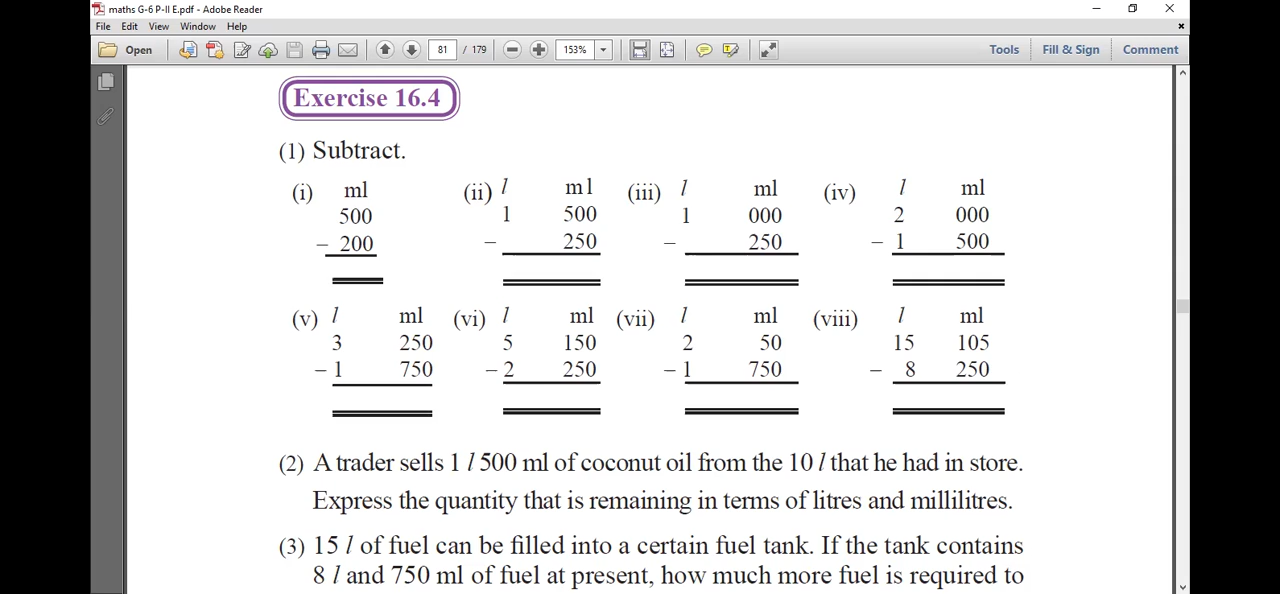 maths G-6 P-II E.pdf - Adobe Reader
File Edit View Window Help
Open 81 / 179 153% Tools Fill & Sign Comment
Exercise 16.4
(1) Subtract.
(i) ml (ii) l ml (iii) l ml (iv) l ml
500 1 500 1 000 2 000
– 200 – 250 – 250 – 1 500
(v) l ml (vi) l ml (vii) l ml (viii) l ml
3 250 5 150 2 50 15 105
– 1 750 – 2 250 – 1 750 – 8 250
(2) A trader sells 1 l 500 ml of coconut oil from the 10 l that he had in store.
Express the quantity that is remaining in terms of litres and millilitres.
(3) 15 l of fuel can be filled into a certain fuel tank. If the tank contains
8 l and 750 ml of fuel at present, how much more fuel is required to